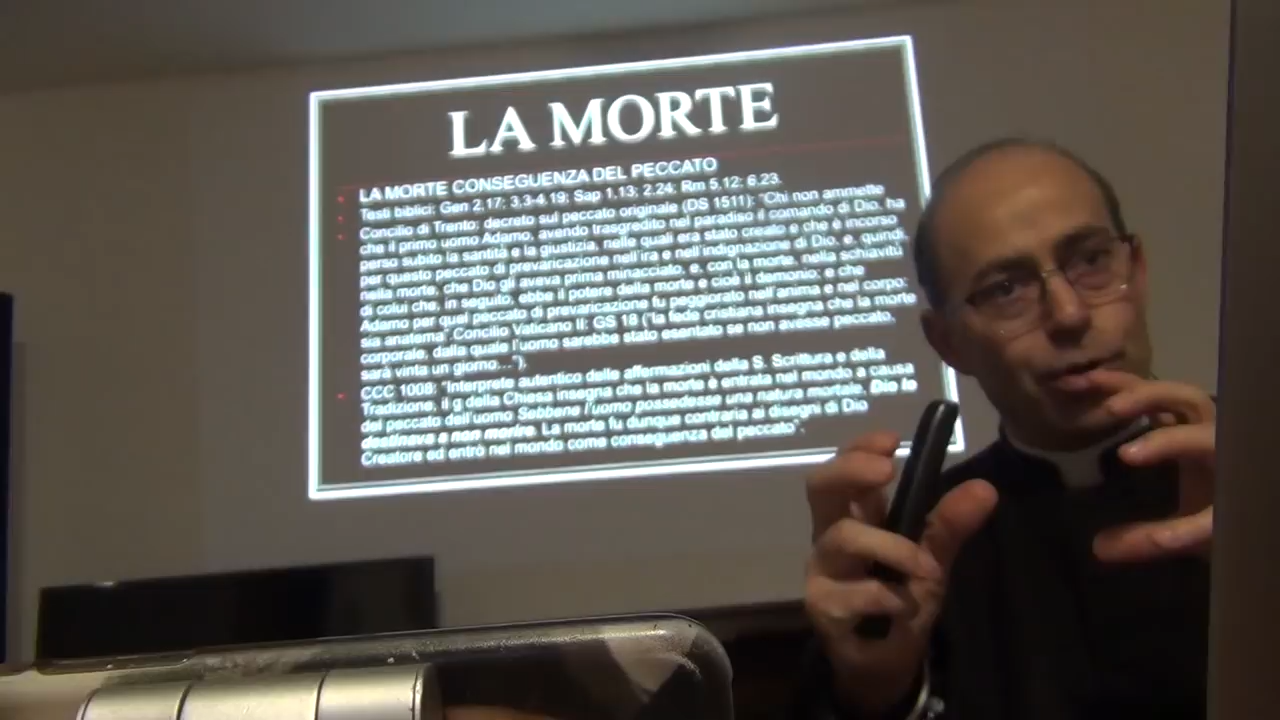 LA MORTE
LA MORTE CONSEGUENZA DEL PECCATO
Testi biblici: Gen 2,17; 3,3-4.19; Sap 1,13; 2,24; Rm 5,12; 6,23.
Concilio di Trento: decreto sul peccato originale (DS 1511): "Chi non ammette
che il primo uomo Adamo, avendo trasgredito nel paradiso il comando di Dio, ha
perso subito la santità e la giustizia, nelle quali era stato creato e che è incorso
per questo peccato di prevaricazione nell'ira e nell'indignazione di Dio, e, quindi,
nella morte, che Dio gli aveva prima minacciato, e, con la morte, nella schiavitù
di colui che, in seguito, ebbe il potere della morte e cioè il demonio; e che
Adamo per quel peccato di prevaricazione fu peggiorato nell'anima e nel corpo:
sia anatema".Concilio Vaticano II: GS 18 ("la fede cristiana insegna che la morte
corporale, dalla quale l'uomo sarebbe stato esentato se non avesse peccato,
sarà vinta un giorno…").
CCC 1008: "Interprete autentico delle affermazioni della S. Scrittura e della
Tradizione, il g della Chiesa insegna che la morte è entrata nel mondo a causa
del peccato dell'uomo Sebbene l'uomo possedesse una natura mortale, Dio lo
destinava a non morire. La morte fu dunque contraria ai disegni di Dio
Creatore ed entrò nel mondo come conseguenza del peccato".